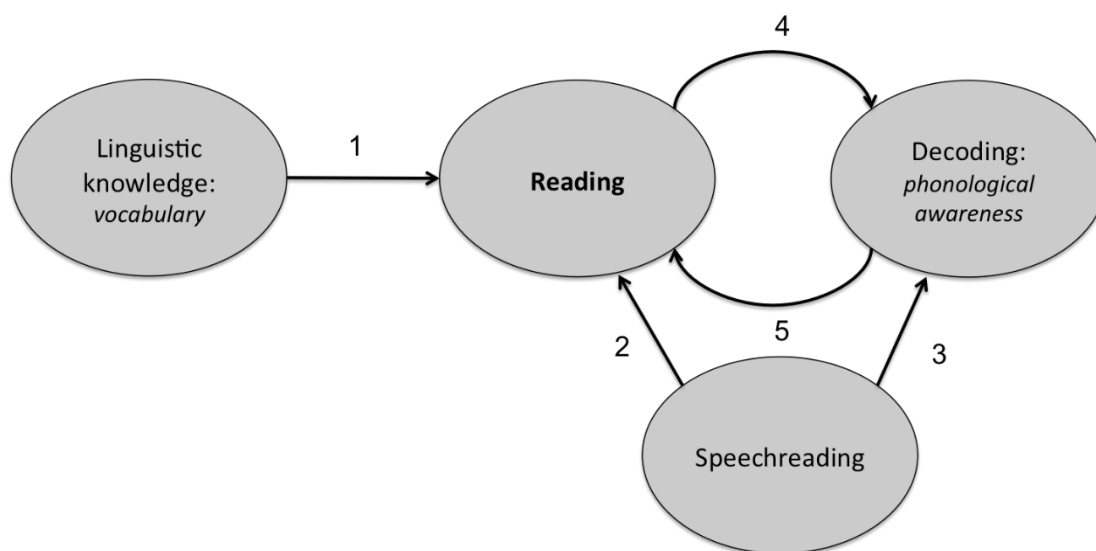 4
Linguistic
knowledge:
vocabulary
1
Reading
Decoding:
phonological
awareness
2
5
3
Speechreading